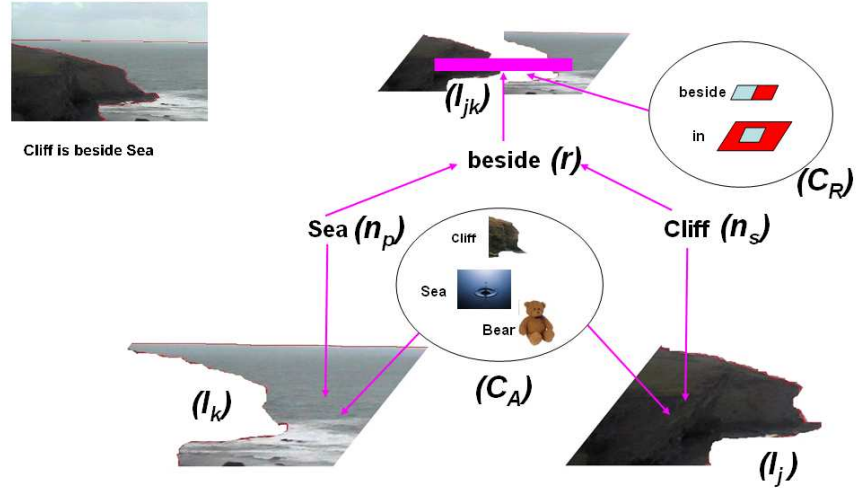 Cliff is beside Sea
(I_jk)
beside
in
(C_R)
beside (r)
Sea (n_p)
Cliff (n_s)
Cliff
Sea
Bear
(C_A)
(I_k)
(I_j)